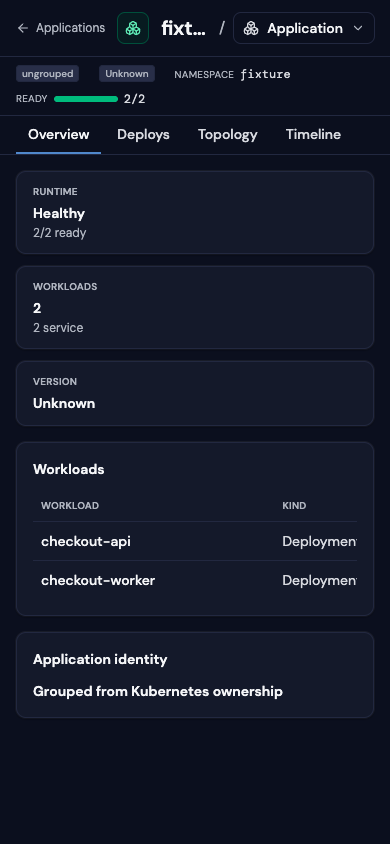 Applications
fixt... / Application
ungrouped Unknown NAMESPACE fixture
READY 2/2
Overview Deploys Topology Timeline
RUNTIME
Healthy
2/2 ready
WORKLOADS
2
2 service
VERSION
Unknown
Workloads
WORKLOAD KIND
checkout-api Deployment
checkout-worker Deployment
Application identity
Grouped from Kubernetes ownership